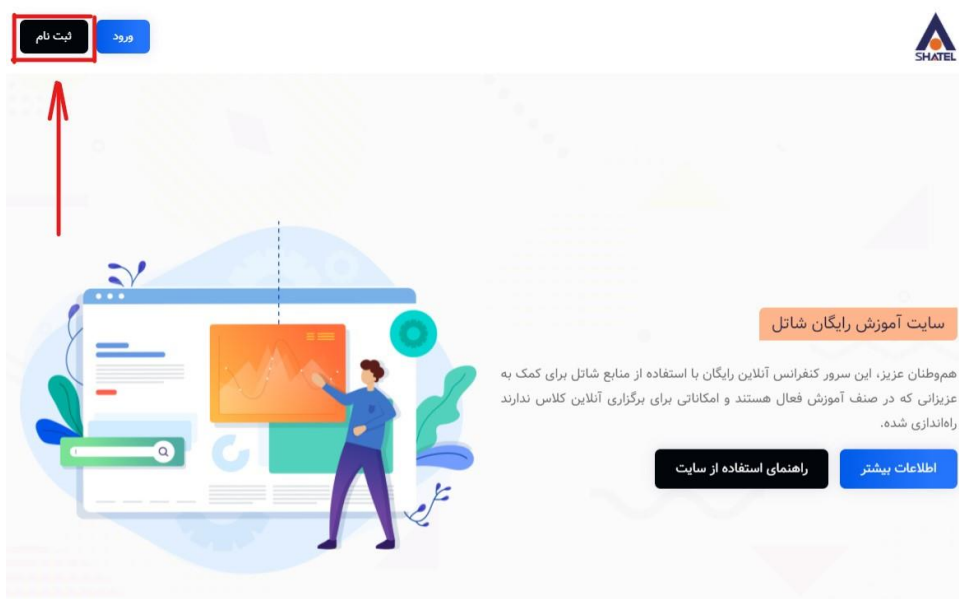 SHATEL
ورود
ثبت نام
سایت آموزش رایگان شاتل
هم‌وطنان عزیز، این سرور کنفرانس آنلاین رایگان با استفاده از منابع شاتل برای کمک به
عزیزانی که در صنف آموزش فعال هستند و امکاناتی برای برگزاری آنلاین کلاس ندارند
راه‌اندازی شده.
اطلاعات بیشتر
راهنمای استفاده از سایت